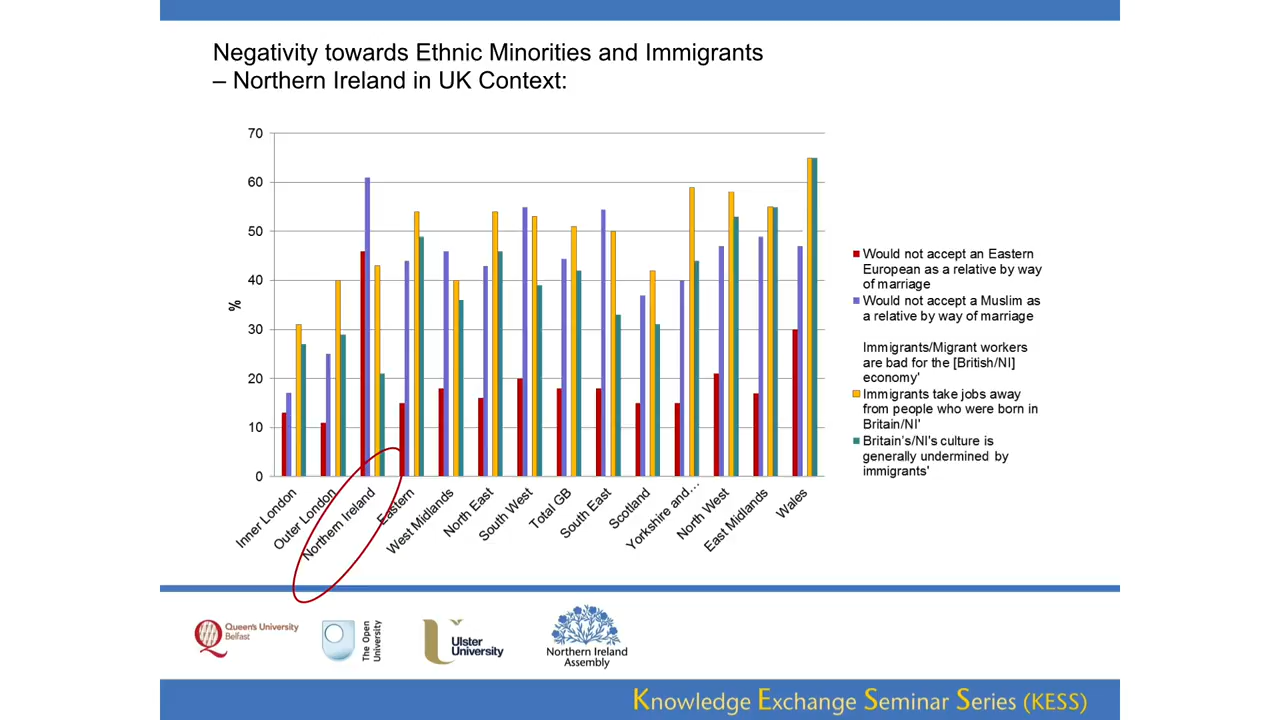 Negativity towards Ethnic Minorities and Immigrants
– Northern Ireland in UK Context:
70
60
50
40
30
20
10
0
%
Inner London
Outer London
Northern Ireland
Eastern
West Midlands
North East
South West
Total GB
South East
Scotland
Yorkshire and…
North West
East Midlands
Wales
Would not accept an Eastern
European as a relative by way
of marriage
Would not accept a Muslim as
a relative by way of marriage
Immigrants/Migrant workers
are bad for the [British/NI]
economy'
Immigrants take jobs away
from people who were born in
Britain/NI'
Britain's/NI's culture is
generally undermined by
immigrants'
Queen's University
Belfast
The Open
University
Ulster
University
Northern Ireland
Assembly
Knowledge Exchange Seminar Series (KESS)